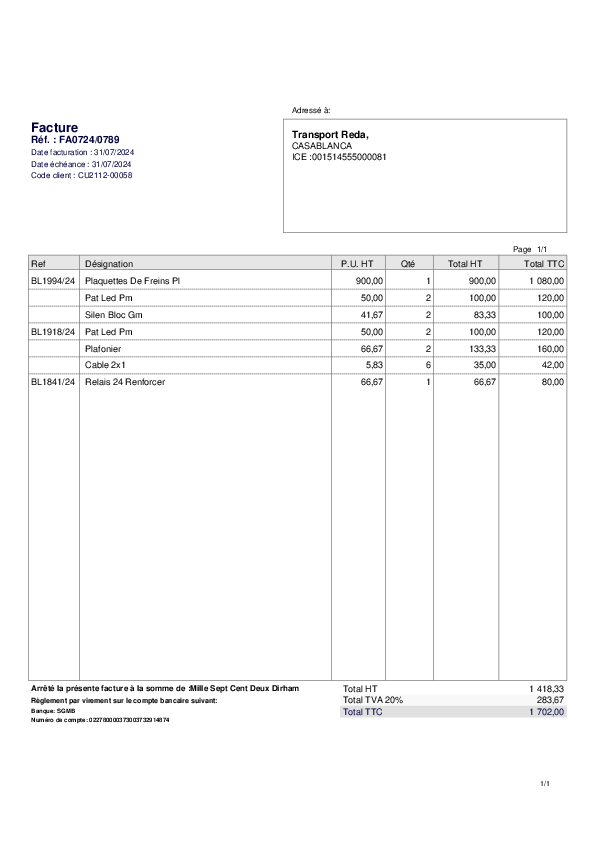 Adressé à:
Facture
Réf. : FA0724/0789
Date facturation : 31/07/2024
Date échéance : 31/07/2024
Code client : CU2112-00058
Transport Reda,
CASABLANCA
ICE :001514555000081
Page 1/1
Ref Désignation P.U. HT Qté Total HT Total TTC
BL1994/24 Plaquettes De Freins Pl 900,00 1 900,00 1 080,00
Pat Led Pm 50,00 2 100,00 120,00
Silen Bloc Gm 41,67 2 83,33 100,00
BL1918/24 Pat Led Pm 50,00 2 100,00 120,00
Plafonier 66,67 2 133,33 160,00
Cable 2x1 5,83 6 35,00 42,00
BL1841/24 Relais 24 Renforcer 66,67 1 66,67 80,00
Arrêté la présente facture à la somme de :Mille Sept Cent Deux Dirham
Règlement par virement sur le compte bancaire suivant:
Banque: SGMB
Numéro de compte: 022780000373003732914874
Total HT 1 418,33
Total TVA 20% 283,67
Total TTC 1 702,00
1/1